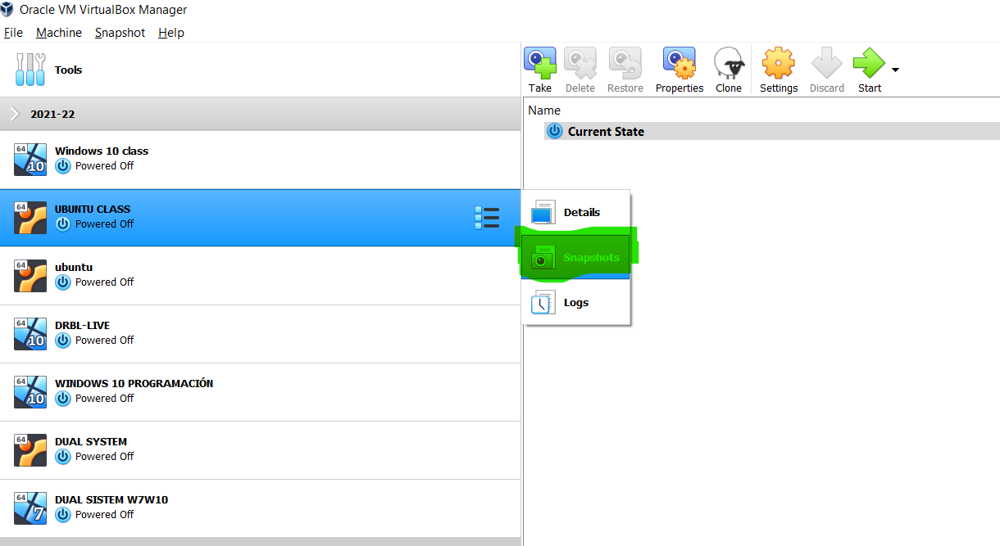 Oracle VM VirtualBox Manager
File Machine Snapshot Help
Tools
Take Delete Restore Properties Clone Settings Discard Start
2021-22
Name
Current State
64
10
Windows 10 class
Powered Off
64
UBUNTU CLASS
Powered Off
Details
Snapshots
Logs
64
ubuntu
Powered Off
64
10
DRBL-LIVE
Powered Off
64
10
WINDOWS 10 PROGRAMACIÓN
Powered Off
64
DUAL SYSTEM
Powered Off
64
7
DUAL SISTEM W7W10
Powered Off